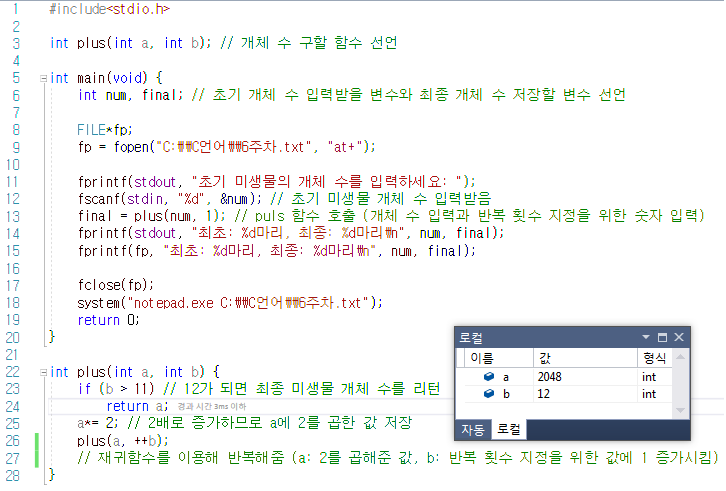 1 #include<stdio.h>
2
3 int plus(int a, int b); // 개체 수 구할 함수 선언
4
5 int main(void) {
6 int num, final; // 초기 개체 수 입력받을 변수와 최종 개체 수 저장할 변수 선언
7
8 FILE*fp;
9 fp = fopen("C:₩₩C언어₩₩6주차.txt", "at+");
10
11 fprintf(stdout, "초기 미생물의 개체 수를 입력하세요: ");
12 fscanf(stdin, "%d", &num); // 초기 미생물 개체 수 입력받음
13 final = plus(num, 1); // puls 함수 호출 (개체 수 입력과 반복 횟수 지정을 위한 숫자 입력)
14 fprintf(stdout, "최초: %d마리, 최종: %d마리₩n", num, final);
15 fprintf(fp, "최초: %d마리, 최종: %d마리₩n", num, final);
16
17 fclose(fp);
18 system("notepad.exe C:₩₩C언어₩₩6주차.txt");
19 return 0;
20 }
21
22 int plus(int a, int b) {
23 if (b > 11) // 12가 되면 최종 미생물 개체 수를 리턴
24 return a; 경과 시간 3ms 이하
25 a*= 2; // 2배로 증가하므로 a에 2를 곱한 값 저장
26 plus(a, ++b);
27 // 재귀함수를 이용해 반복해줌 (a: 2를 곱해준 값, b: 반복 횟수 지정을 위한 값에 1 증가시킴)
28 }
로컬
이름 값 형식
a 2048 int
b 12 int
자동 로컬